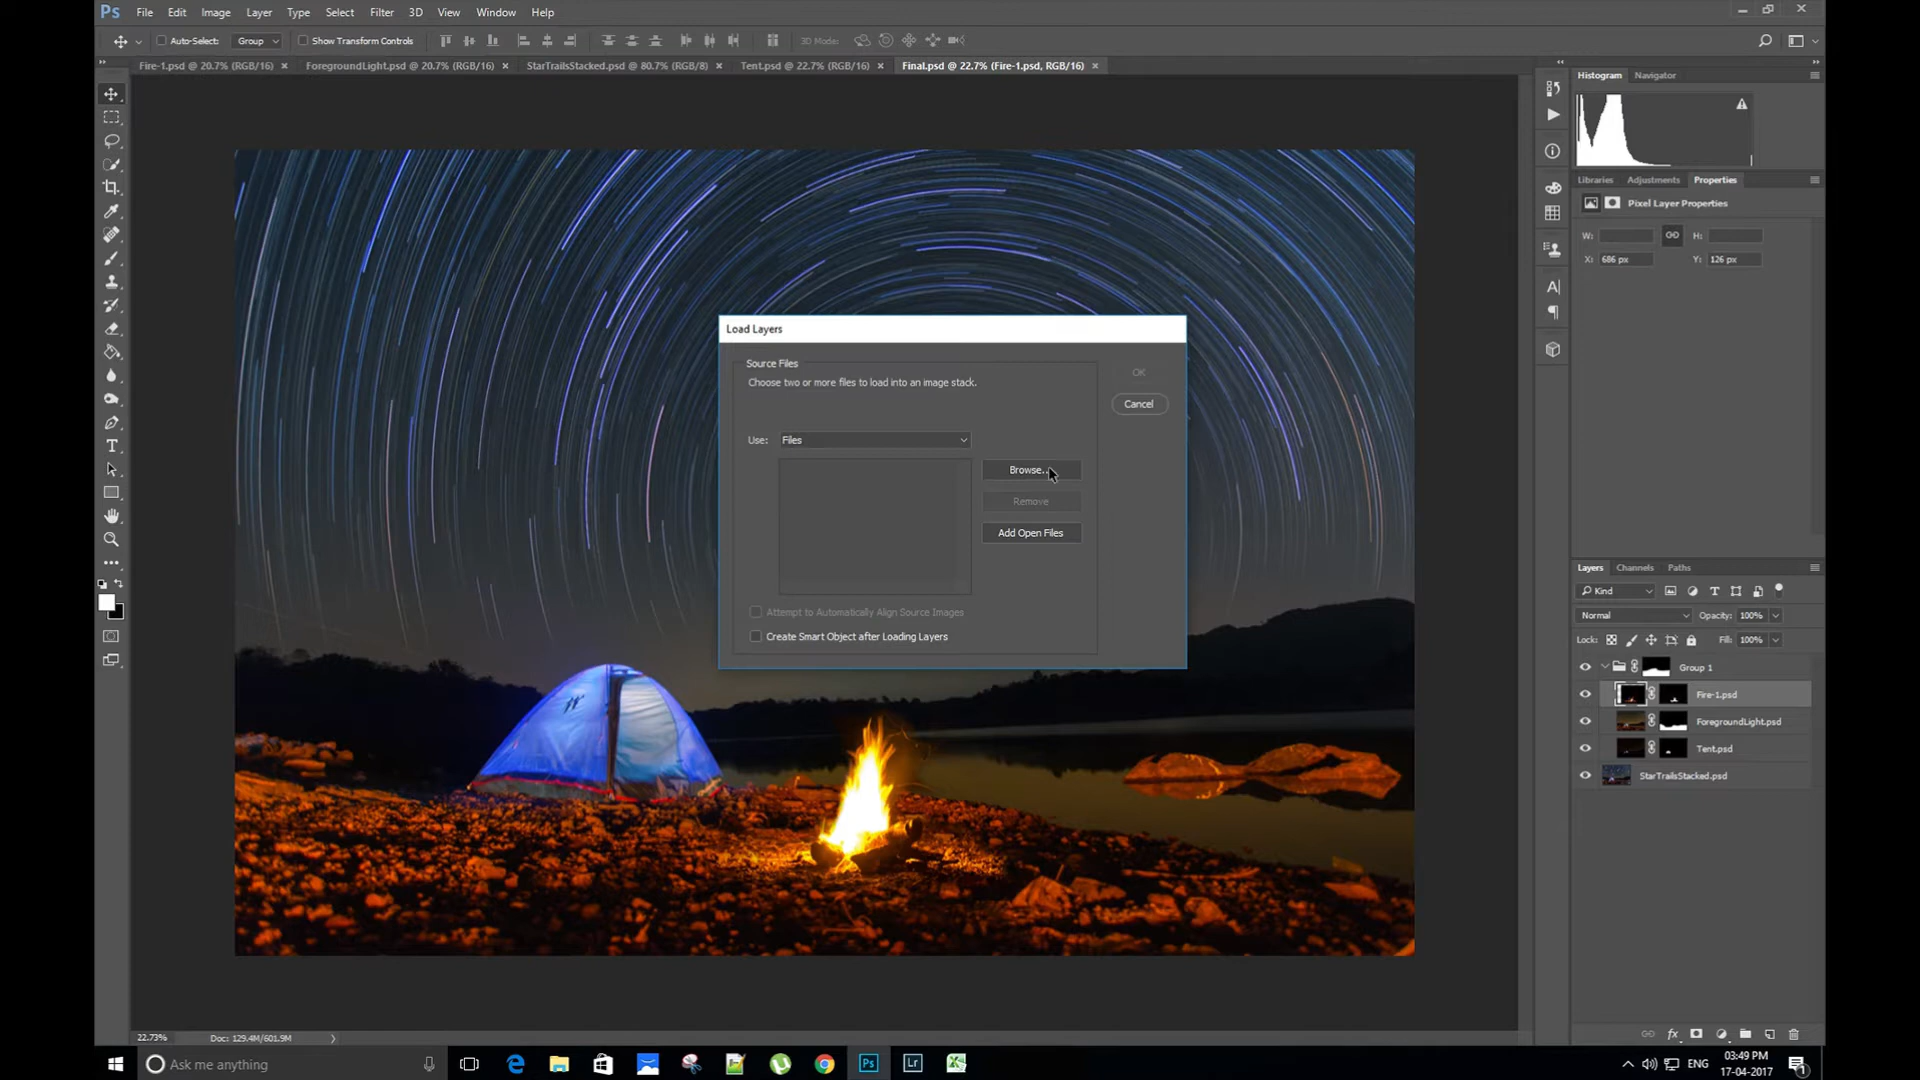 Ps File Edit Image Layer Type Select Filter 3D View Window Help
Auto-Select: Group Show Transform Controls 3D Mode:
Fire-1.psd @ 20.7% (RGB/16) × ForegroundLight.psd @ 20.7% (RGB/16) × StarTrailsStacked.psd @ 80.7% (RGB/8) × Tent.psd @ 22.7% (RGB/16) × Final.psd @ 22.7% (Fire-1.psd, RGB/16) ×
Histogram Navigator
Libraries Adjustments Properties
Pixel Layer Properties
W: H:
X: 686 px Y: 126 px
Load Layers
Source Files
Choose two or more files to load into an image stack.
OK
Cancel
Use: Files
Browse...
Remove
Add Open Files
Attempt to Automatically Align Source Images
Create Smart Object after Loading Layers
Layers Channels Paths
Kind
Normal Opacity: 100%
Lock: Fill: 100%
Group 1
Fire-1.psd
ForegroundLight.psd
Tent.psd
StarTrailsStacked.psd
22.73% Doc: 129.4M/601.9M
Ask me anything
Ps Lr
ENG
03:49 PM
17-04-2017